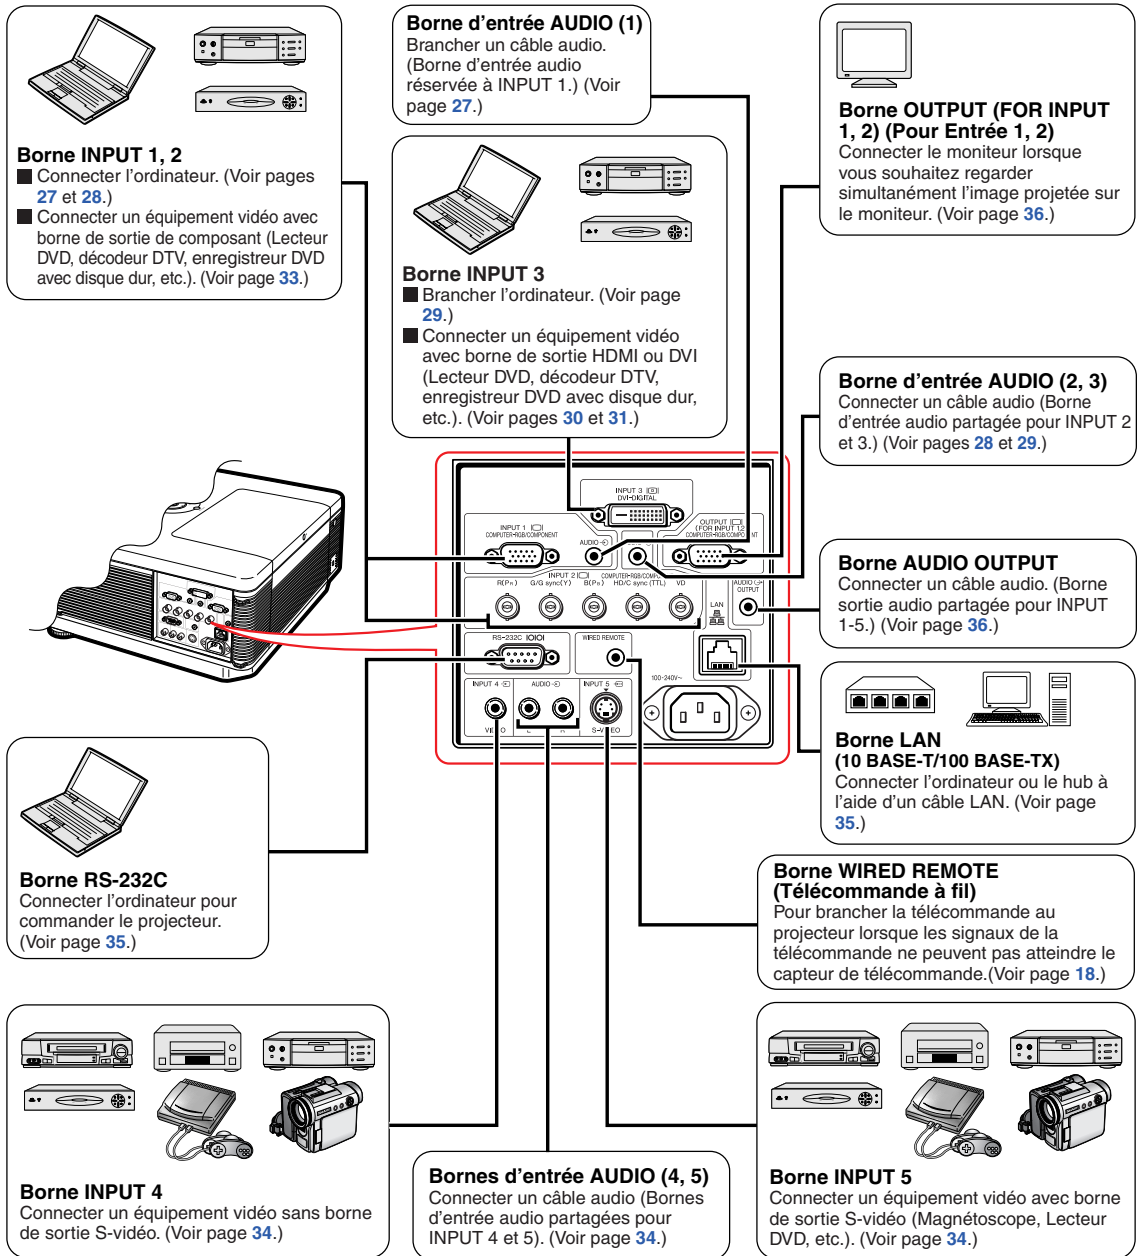 Borne INPUT 1, 2
■ Connecter l’ordinateur. (Voir pages
27 et 28.)
■ Connecter un équipement vidéo avec
borne de sortie de composant (Lecteur
DVD, décodeur DTV, enregistreur DVD
avec disque dur, etc.). (Voir page 33.)
Borne d’entrée AUDIO (1)
Brancher un câble audio.
(Borne d’entrée audio
réservée à INPUT 1.) (Voir
page 27.)
Borne OUTPUT (FOR INPUT
1, 2) (Pour Entrée 1, 2)
Connecter le moniteur lorsque
vous souhaitez regarder
simultanément l’image projetée sur
le moniteur. (Voir page 36.)
Borne INPUT 3
■ Brancher l’ordinateur. (Voir page
29.)
■ Connecter un équipement vidéo
avec borne de sortie HDMI ou DVI
(Lecteur DVD, décodeur DTV,
enregistreur DVD avec disque dur,
etc.). (Voir pages 30 et 31.)
Borne d’entrée AUDIO (2, 3)
Connecter un câble audio (Borne
d’entrée audio partagée pour INPUT 2
et 3.) (Voir pages 28 et 29.)
INPUT 3
DVI-DIGITAL
INPUT 1
COMPUTER-RGB/COMPONENT
AUDIO
OUTPUT
(FOR INPUT 1,2)
COMPUTER-RGB/COMPONENT
INPUT 2
COMPUTER-RGB/COMPO
R(PR) G/G sync(Y) B(PB) HD/C sync (TTL) VD
AUDIO
OUTPUT
LAN
RS-232C
WIRED REMOTE
100-240V~
INPUT 4
AUDIO
INPUT 5
VIDEO
L
R
S-VIDEO
Borne AUDIO OUTPUT
Connecter un câble audio. (Borne
sortie audio partagée pour INPUT
1-5.) (Voir page 36.)
Borne LAN
(10 BASE-T/100 BASE-TX)
Connecter l’ordinateur ou le hub à
l’aide d’un câble LAN. (Voir page
35.)
Borne RS-232C
Connecter l’ordinateur pour
commander le projecteur.
(Voir page 35.)
Borne WIRED REMOTE
(Télécommande à fil)
Pour brancher la télécommande au
projecteur lorsque les signaux de la
télécommande ne peuvent pas atteindre le
capteur de télécommande.(Voir page 18.)
Borne INPUT 4
Connecter un équipement vidéo sans borne
de sortie S-vidéo. (Voir page 34.)
Bornes d’entrée AUDIO (4, 5)
Connecter un câble audio (Bornes
d’entrée audio partagées pour
INPUT 4 et 5). (Voir page 34.)
Borne INPUT 5
Connecter un équipement vidéo avec borne
de sortie S-vidéo (Magnétoscope, Lecteur
DVD, etc.). (Voir page 34.)